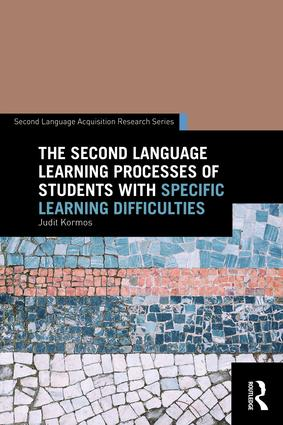 Second Language Acquisition Research Series
THE SECOND LANGUAGE
LEARNING PROCESSES OF
STUDENTS WITH SPECIFIC
LEARNING DIFFICULTIES
Judit Kormos
ROUTLEDGE